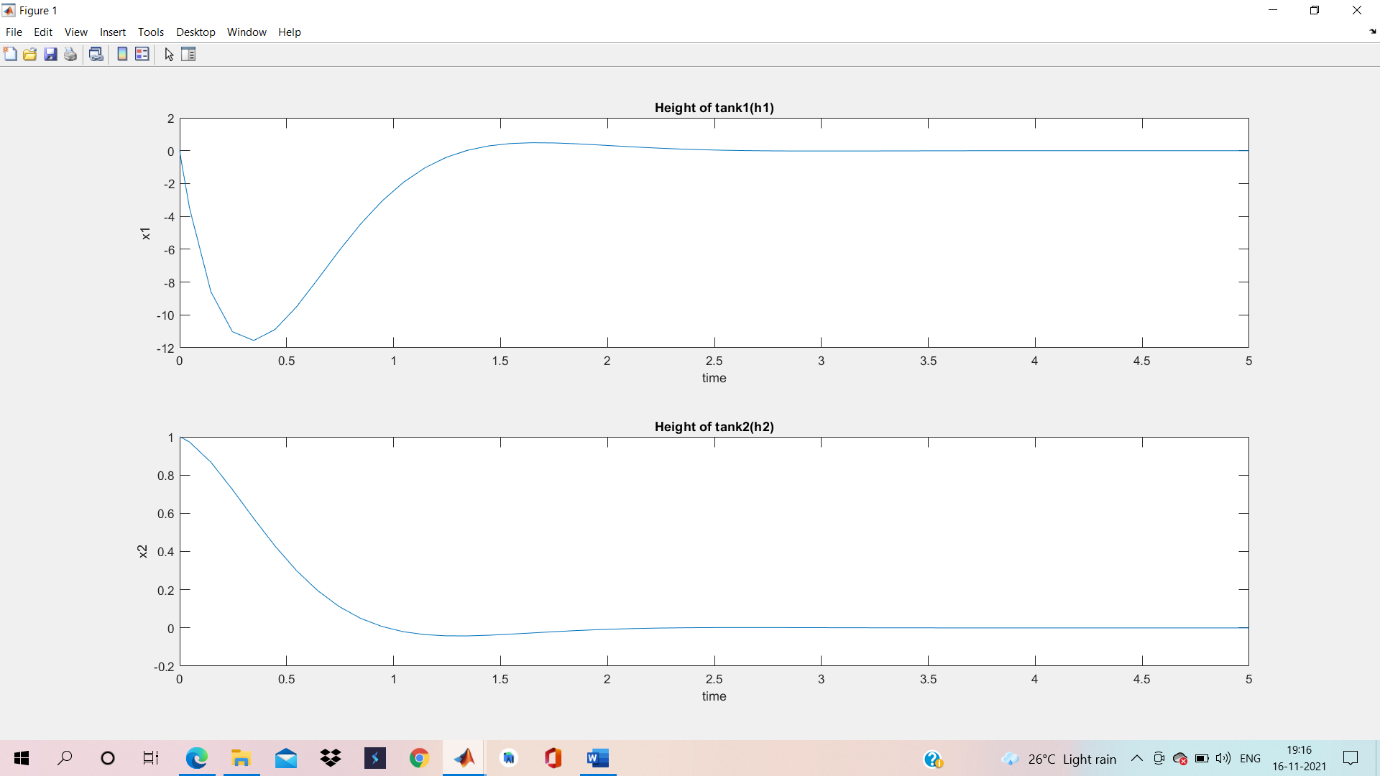 Figure 1
File Edit View Insert Tools Desktop Window Help
Height of tank1(h1)
2
0
-2
-4
-6
-8
-10
-12
x1
0 0.5 1 1.5 2 2.5 3 3.5 4 4.5 5
time
Height of tank2(h2)
1
0.8
0.6
0.4
0.2
0
-0.2
x2
0 0.5 1 1.5 2 2.5 3 3.5 4 4.5 5
time
26°C Light rain
ENG
19:16
16-11-2021